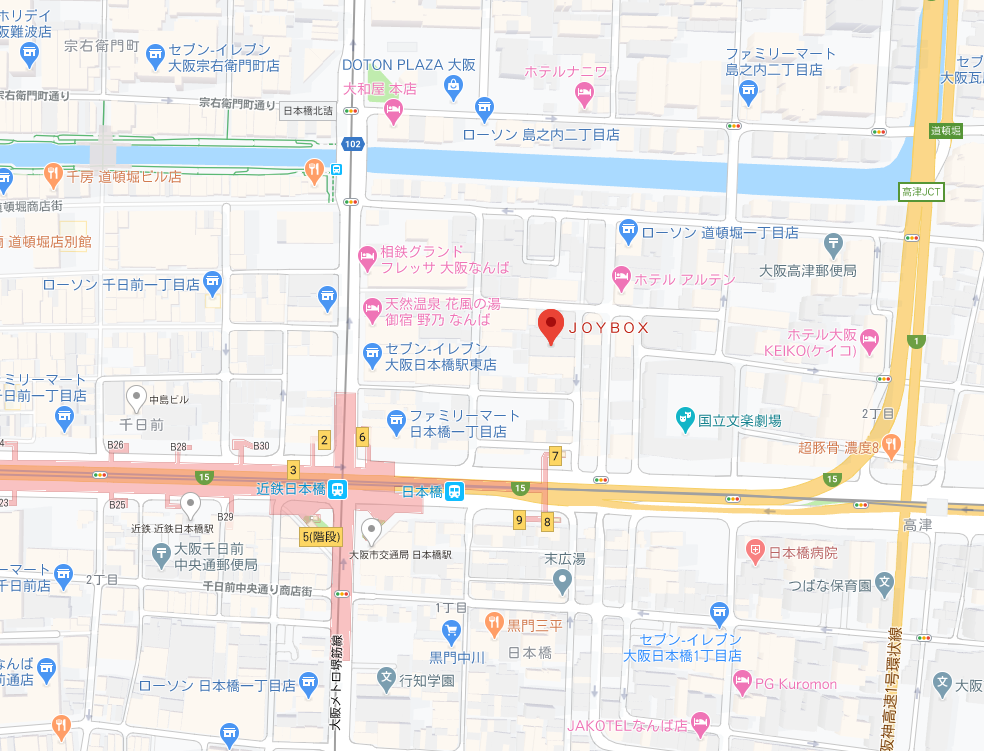 ホリデイ
阪難波店
宗右衛門町
セブン-イレブン
大阪宗右衛門町店
DOTON PLAZA 大阪
大和屋 本店
ホテルナニワ
ファミリーマート
島之内二丁目店
セブ
大阪瓦
宗右衛門町通り
宗右衛門町通り
日本橋北詰
ローソン 島之内二丁目店
道頓堀
102
千房 道頓堀ビル店
高津JCT
道頓堀商店街
道頓堀店別館
相鉄グランド
フレッサ 大阪なんば
ローソン 道頓堀一丁目店
大阪高津郵便局
ローソン 千日前一丁目店
ホテル アルテン
天然温泉 花風の湯
御宿 野乃 なんば
JOYBOX
ホテル大阪
KEIKO(ケイコ)
1
セブン-イレブン
大阪日本橋駅東店
ミリーマート
千日前一丁目店
中島ビル
千日前
ファミリーマート
日本橋一丁目店
国立文楽劇場
2丁目
超豚骨 濃度8
B26
B28
B30
2
6
7
3
15
15
15
近鉄日本橋
日本橋
23
B25
B29
9
8
高津
近鉄 近鉄日本橋駅
5(階段)
大阪市交通局 日本橋駅
大阪千日前
中央通郵便局
末広湯
日本橋病院
マート
千日前店
2丁目
千日前中央通り商店街
つばな保育園
1丁目
黒門三平
黒門中川
日本橋
セブン-イレブン
大阪日本橋1丁目店
なんば
前通店
ローソン 日本橋一丁目店
行知学園
大阪メトロ堺筋線
PG Kuromon
大阪
JAKOTELなんば店
阪神高速1号環状線